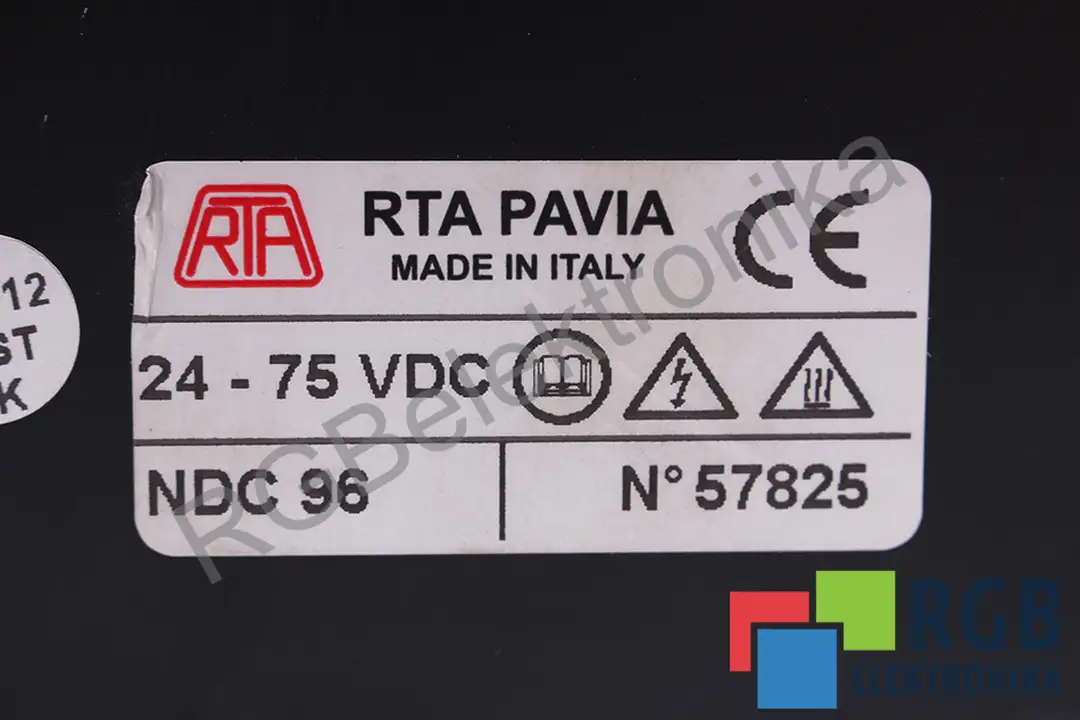 RTA
RTA PAVIA
MADE IN ITALY
CE
12
ST
K
24 - 75 VDC
NDC 96
N° 57825
RGBelektronika
RGB
ELEKTRONIKA